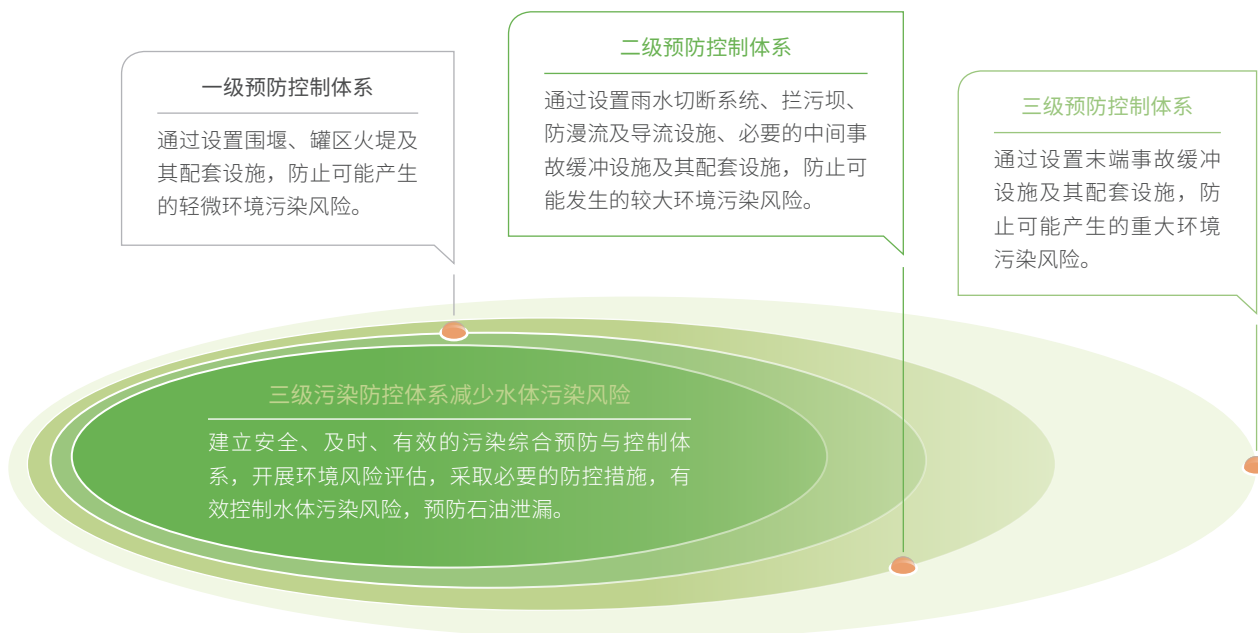 一级预防控制体系
通过设置围堰、罐区火堤及
其配套设施，防止可能产生
的轻微环境污染风险。
二级预防控制体系
通过设置雨水切断系统、拦污坝、
防漫流及导流设施、必要的中间事
故缓冲设施及其配套设施，防止可
能发生的较大环境污染风险。
三级预防控制体系
通过设置末端事故缓冲
设施及其配套设施，防
止可能产生的重大环境
污染风险。
三级污染防控体系减少水体污染风险
建立安全、及时、有效的污染综合预防与控制体
系，开展环境风险评估，采取必要的防控措施，有
效控制水体污染风险，预防石油泄漏。